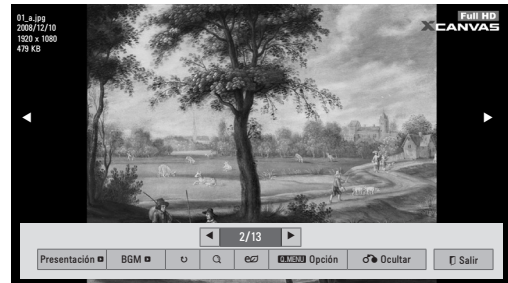 01_a.jpg
2008/12/10
1920 x 1080
479 KB
Full HD
XCANVAS
2/13
Presentación BGM Q.MENU Opción Ocultar Salir